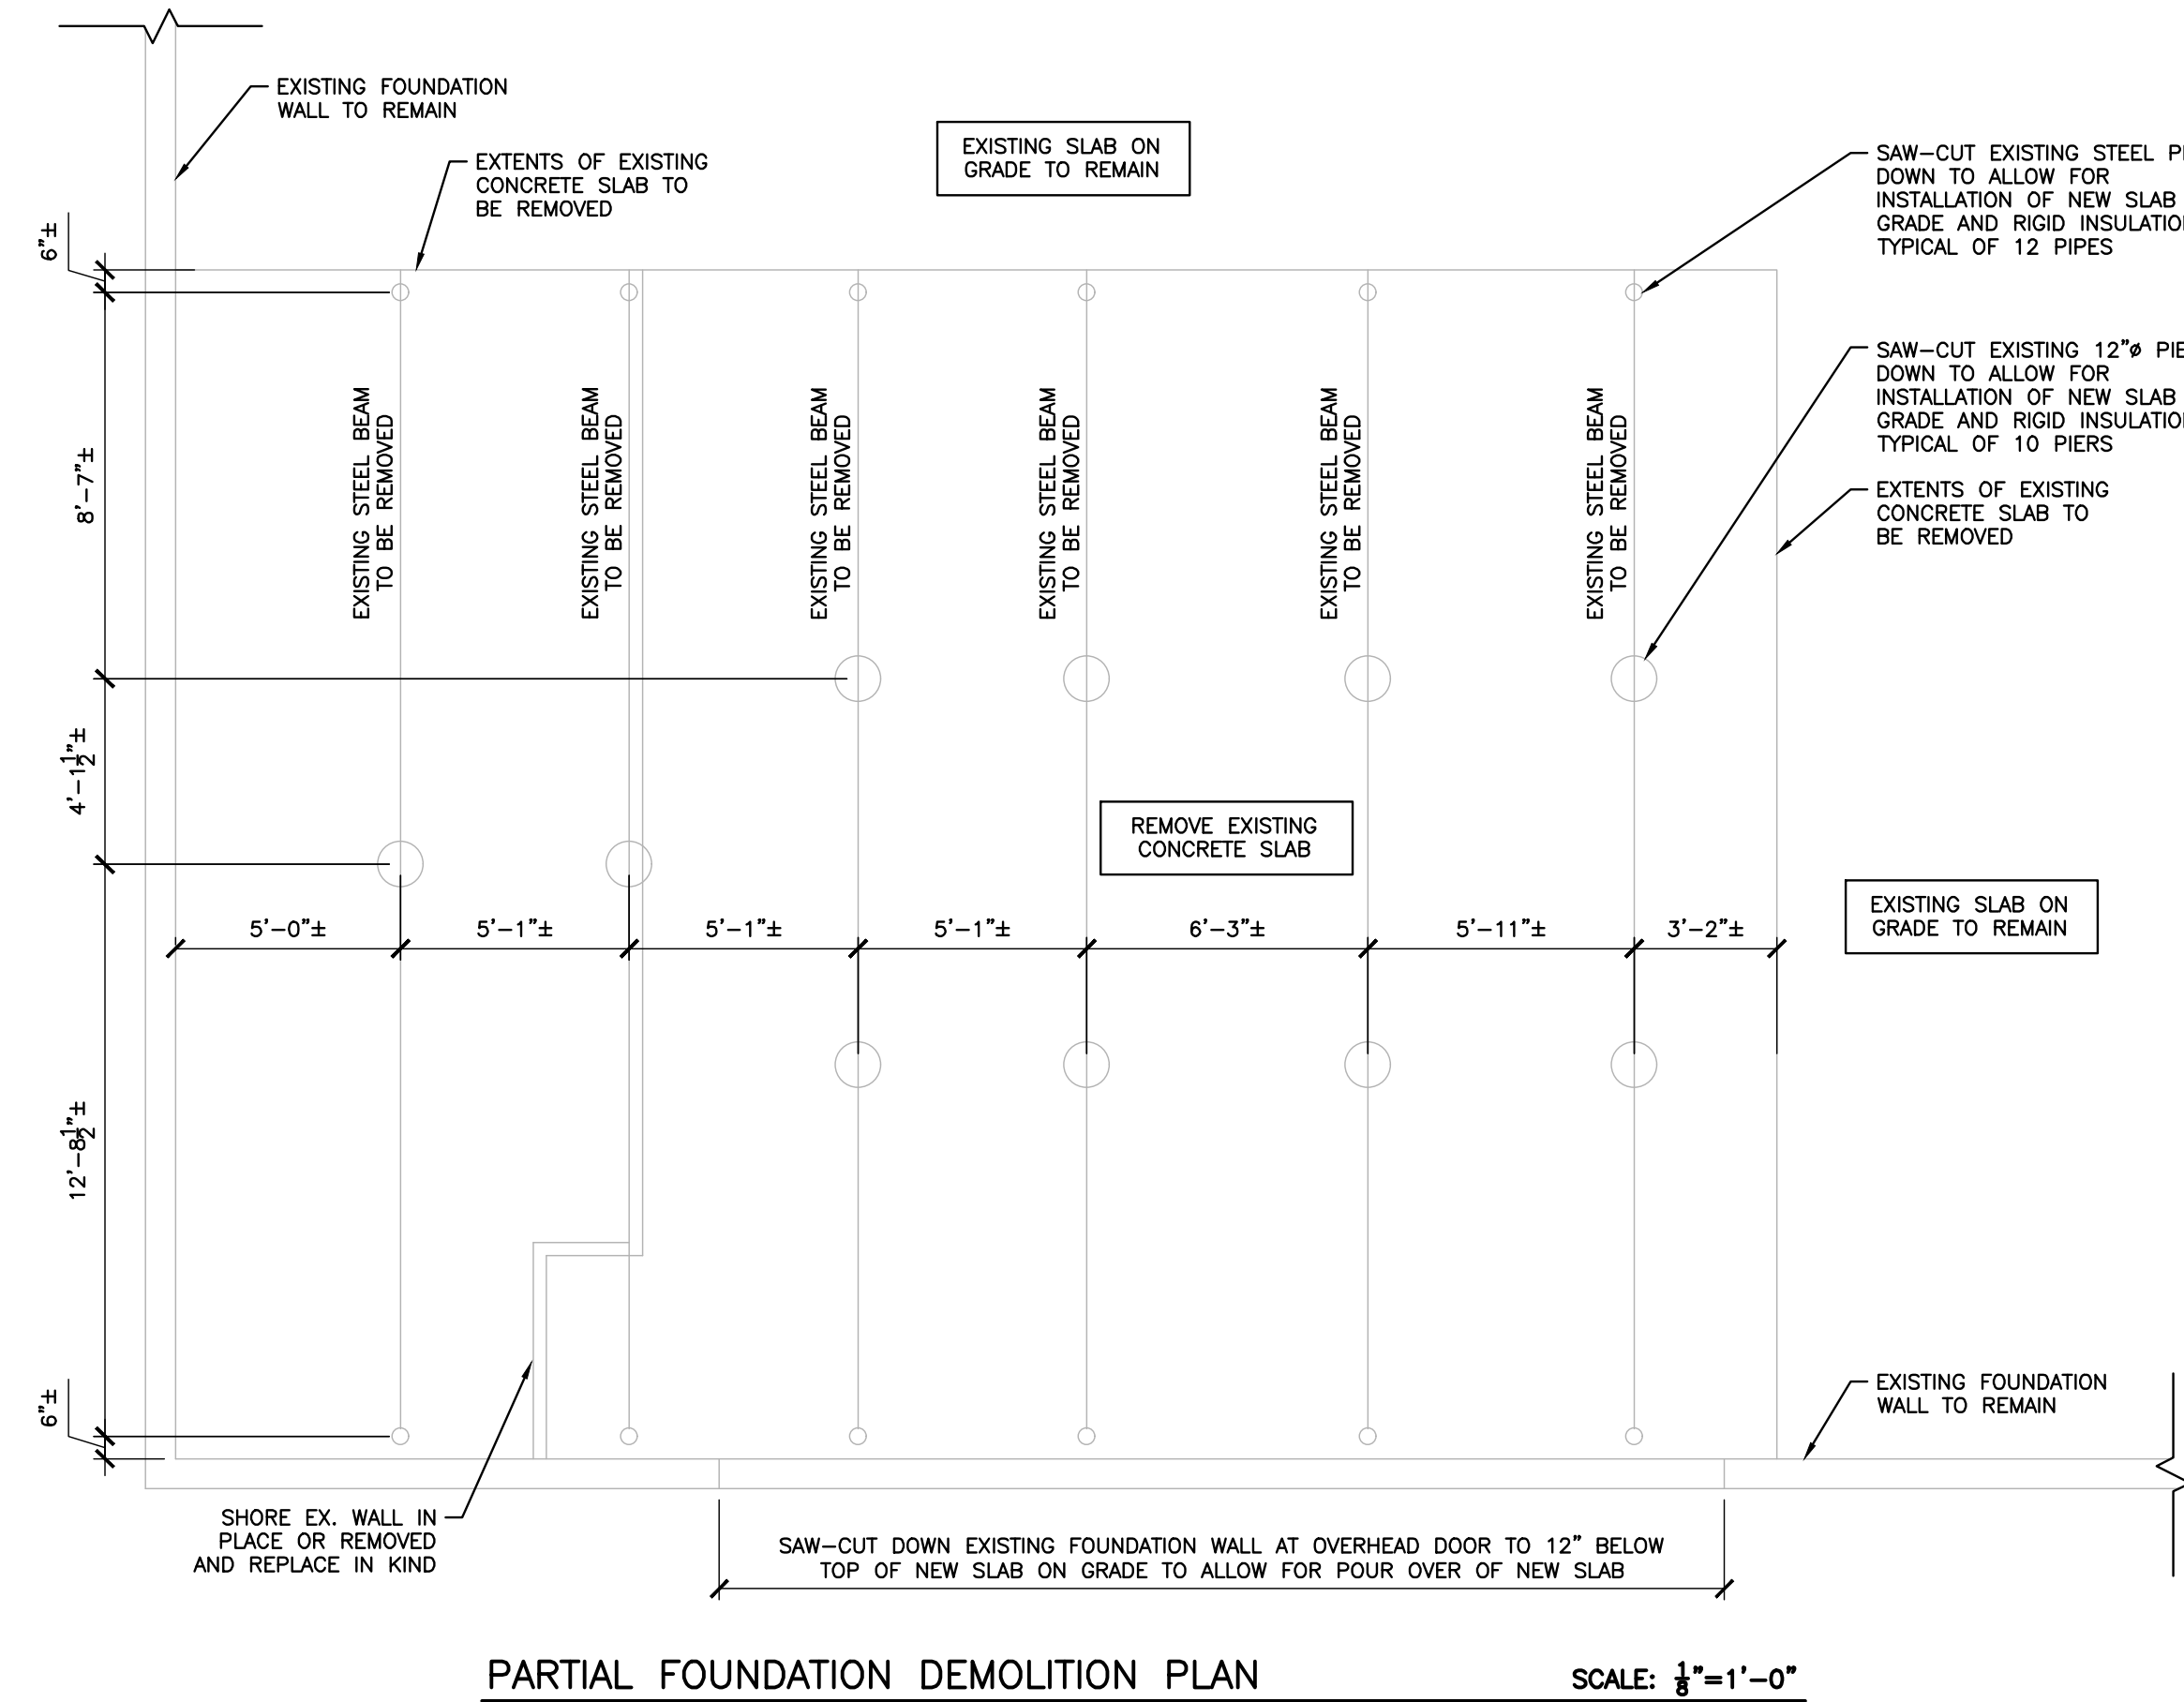 EXISTING FOUNDATION
WALL TO REMAIN
EXTENTS OF EXISTING
CONCRETE SLAB TO
BE REMOVED
EXISTING SLAB ON
GRADE TO REMAIN
SAW-CUT EXISTING STEEL
DOWN TO ALLOW FOR
INSTALLATION OF NEW SLAB
GRADE AND RIGID
TYPICAL OF 12 PIPES
6"±
8'-7"±
4'-1 1/2"±
12'-8 1/2"±
6"±
EXISTING STEEL BEAM
TO BE REMOVED
EXISTING STEEL BEAM
TO BE REMOVED
EXISTING STEEL BEAM
TO BE REMOVED
EXISTING STEEL BEAM
TO BE REMOVED
EXISTING STEEL BEAM
TO BE REMOVED
EXISTING STEEL BEAM
TO BE REMOVED
SAW-CUT EXISTING 12"ø
DOWN TO ALLOW FOR
INSTALLATION OF NEW SLAB
GRADE AND RIGID
TYPICAL OF 10 PIERS
EXTENTS OF EXISTING
CONCRETE SLAB TO
BE REMOVED
REMOVE EXISTING
CONCRETE SLAB
EXISTING SLAB ON
GRADE TO REMAIN
5'-0"±
5'-1"±
5'-1"±
5'-1"±
6'-3"±
5'-11"±
3'-2"±
EXISTING FOUNDATION
WALL TO REMAIN
SHORE EX. WALL IN
PLACE OR REMOVED
AND REPLACE IN KIND
SAW-CUT DOWN EXISTING FOUNDATION WALL AT OVERHEAD DOOR TO 12" BELOW
TOP OF NEW SLAB ON GRADE TO ALLOW FOR POUR OVER OF NEW SLAB
PARTIAL FOUNDATION DEMOLITION PLAN
SCALE: 1/8"=1'-0"